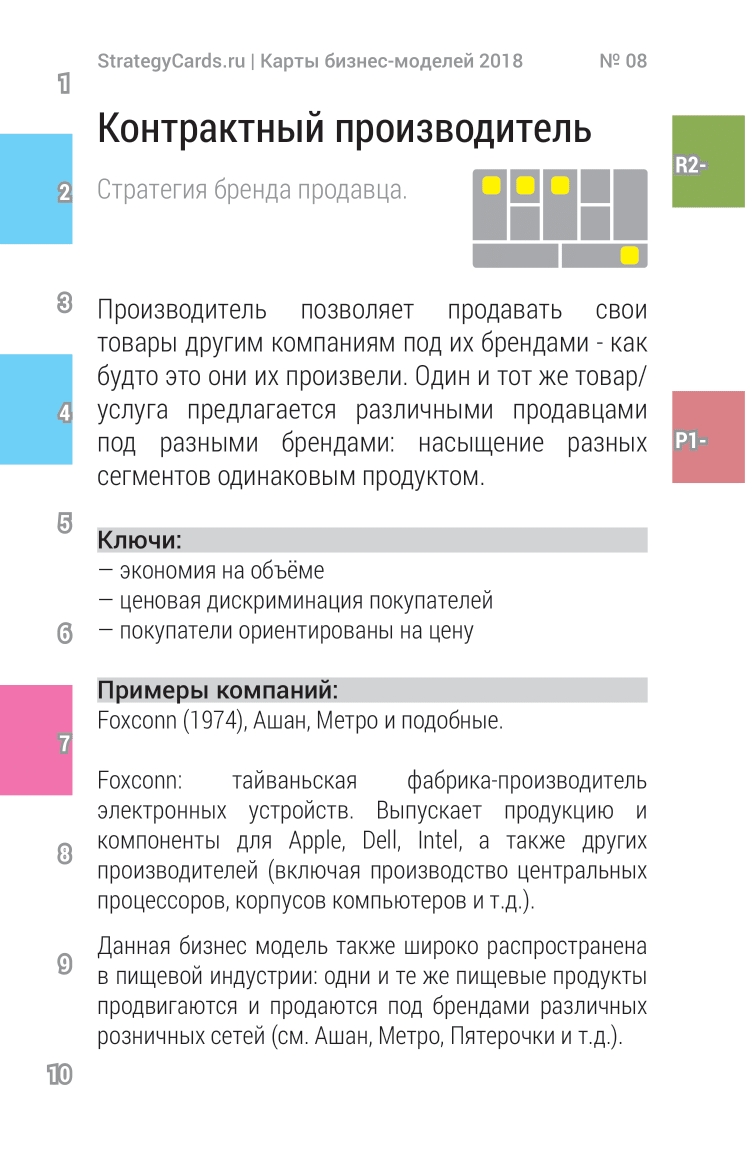 StrategyCards.ru | Карты бизнес-моделей 2018 № 08
1
Контрактный производитель
R2-
2
Стратегия бренда продавца.
3
Производитель позволяет продавать свои
товары другим компаниям под их брендами - как
будто это они их произвели. Один и тот же товар/
4
услуга предлагается различными продавцами
под разными брендами: насыщение разных
P1-
сегментов одинаковым продуктом.
5
Ключи:
— экономия на объёме
— ценовая дискриминация покупателей
6
— покупатели ориентированы на цену
Примеры компаний:
Foxconn (1974), Ашан, Метро и подобные.
7
Foxconn: тайваньская фабрика-производитель
электронных устройств. Выпускает продукцию и
компоненты для Apple, Dell, Intel, а также других
8
производителей (включая производство центральных
процессоров, корпусов компьютеров и т.д.).
Данная бизнес модель также широко распространена
9
в пищевой индустрии: одни и те же пищевые продукты
продвигаются и продаются под брендами различных
розничных сетей (см. Ашан, Метро, Пятерочки и т.д.).
10